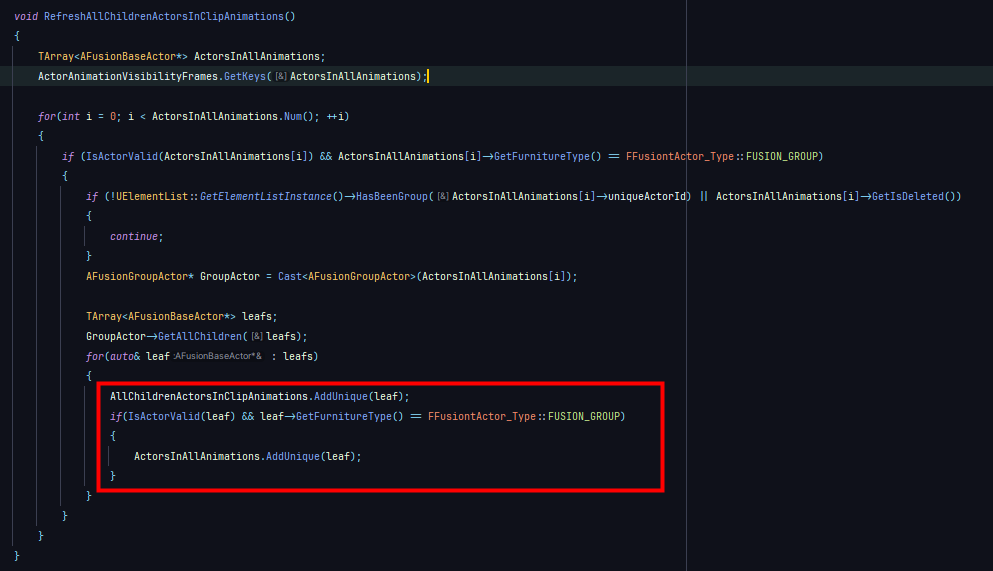 void RefreshAllChildrenActorsInClipAnimations()
{
TArray<AFusionBaseActor*> ActorsInAllAnimations;
ActorAnimationVisibilityFrames.GetKeys([&]ActorsInAllAnimations);
for(int i = 0; i < ActorsInAllAnimations.Num(); ++i)
{
if (IsActorValid(ActorsInAllAnimations[i]) && ActorsInAllAnimations[i]->GetFurnitureType() == FFusiontActor_Type::FUSION_GROUP)
{
if (!UElementList::GetElementListInstance()->HasBeenGroup([&]ActorsInAllAnimations[i]->uniqueActorId) || ActorsInAllAnimations[i]->GetIsDeleted())
{
continue;
}
AFusionGroupActor* GroupActor = Cast<AFusionGroupActor>(ActorsInAllAnimations[i]);
TArray<AFusionBaseActor*> leafs;
GroupActor->GetAllChildren([&]leafs);
for(auto& leaf :AFusionBaseActor*& : leafs)
{
AllChildrenActorsInClipAnimations.AddUnique(leaf);
if(IsActorValid(leaf) && leaf->GetFurnitureType() == FFusiontActor_Type::FUSION_GROUP)
{
ActorsInAllAnimations.AddUnique(leaf);
}
}
}
}
}